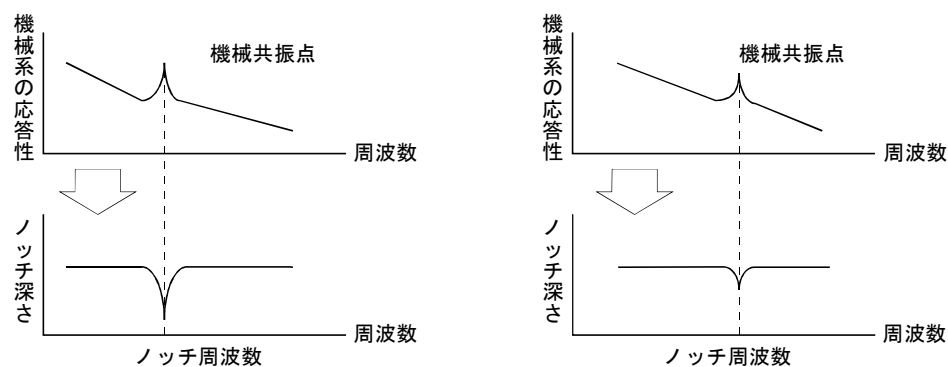 機械系の応答性
機械共振点
周波数
ノッチ深さ
周波数
ノッチ周波数
機械系の応答性
機械共振点
周波数
ノッチ深さ
周波数
ノッチ周波数